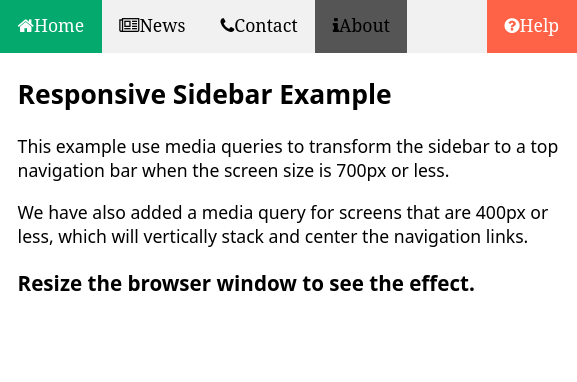 Home News Contact About Help
Responsive Sidebar Example
This example use media queries to transform the sidebar to a top
navigation bar when the screen size is 700px or less.
We have also added a media query for screens that are 400px or
less, which will vertically stack and center the navigation links.
Resize the browser window to see the effect.